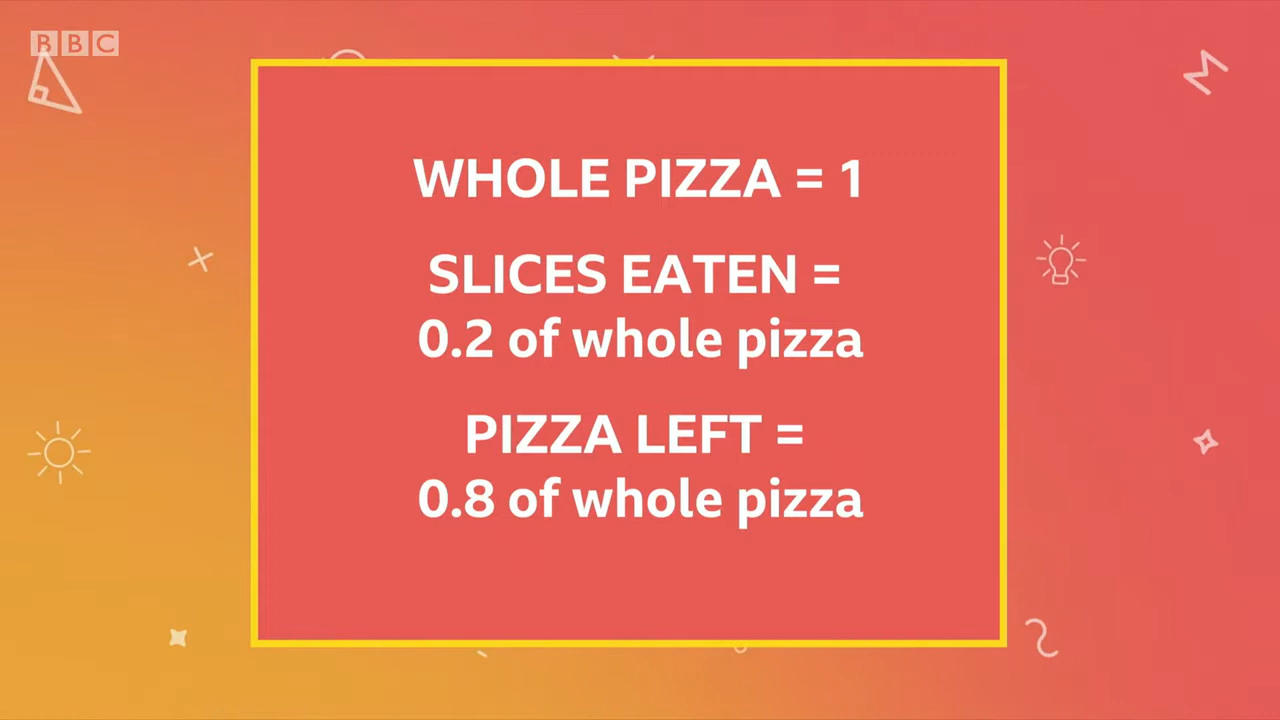 BBC
WHOLE PIZZA = 1
SLICES EATEN =
0.2 of whole pizza
PIZZA LEFT =
0.8 of whole pizza